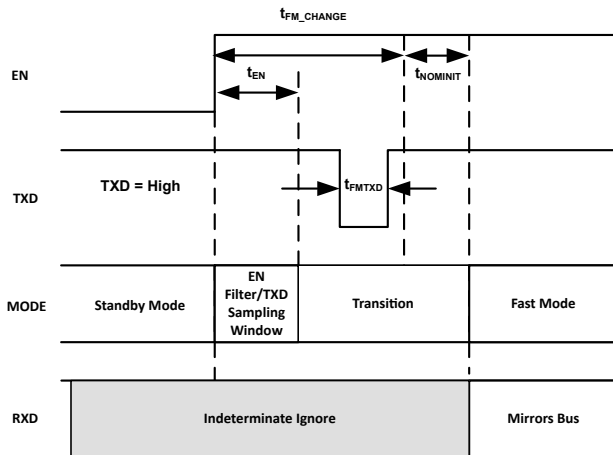 tFM_CHANGE
EN
tEN
tNOMINIT
TXD
TXD = High
tFMTXD
MODE
Standby Mode
EN
Filter/TXD
Sampling
Window
Transition
Fast Mode
RXD
Indeterminate Ignore
Mirrors Bus